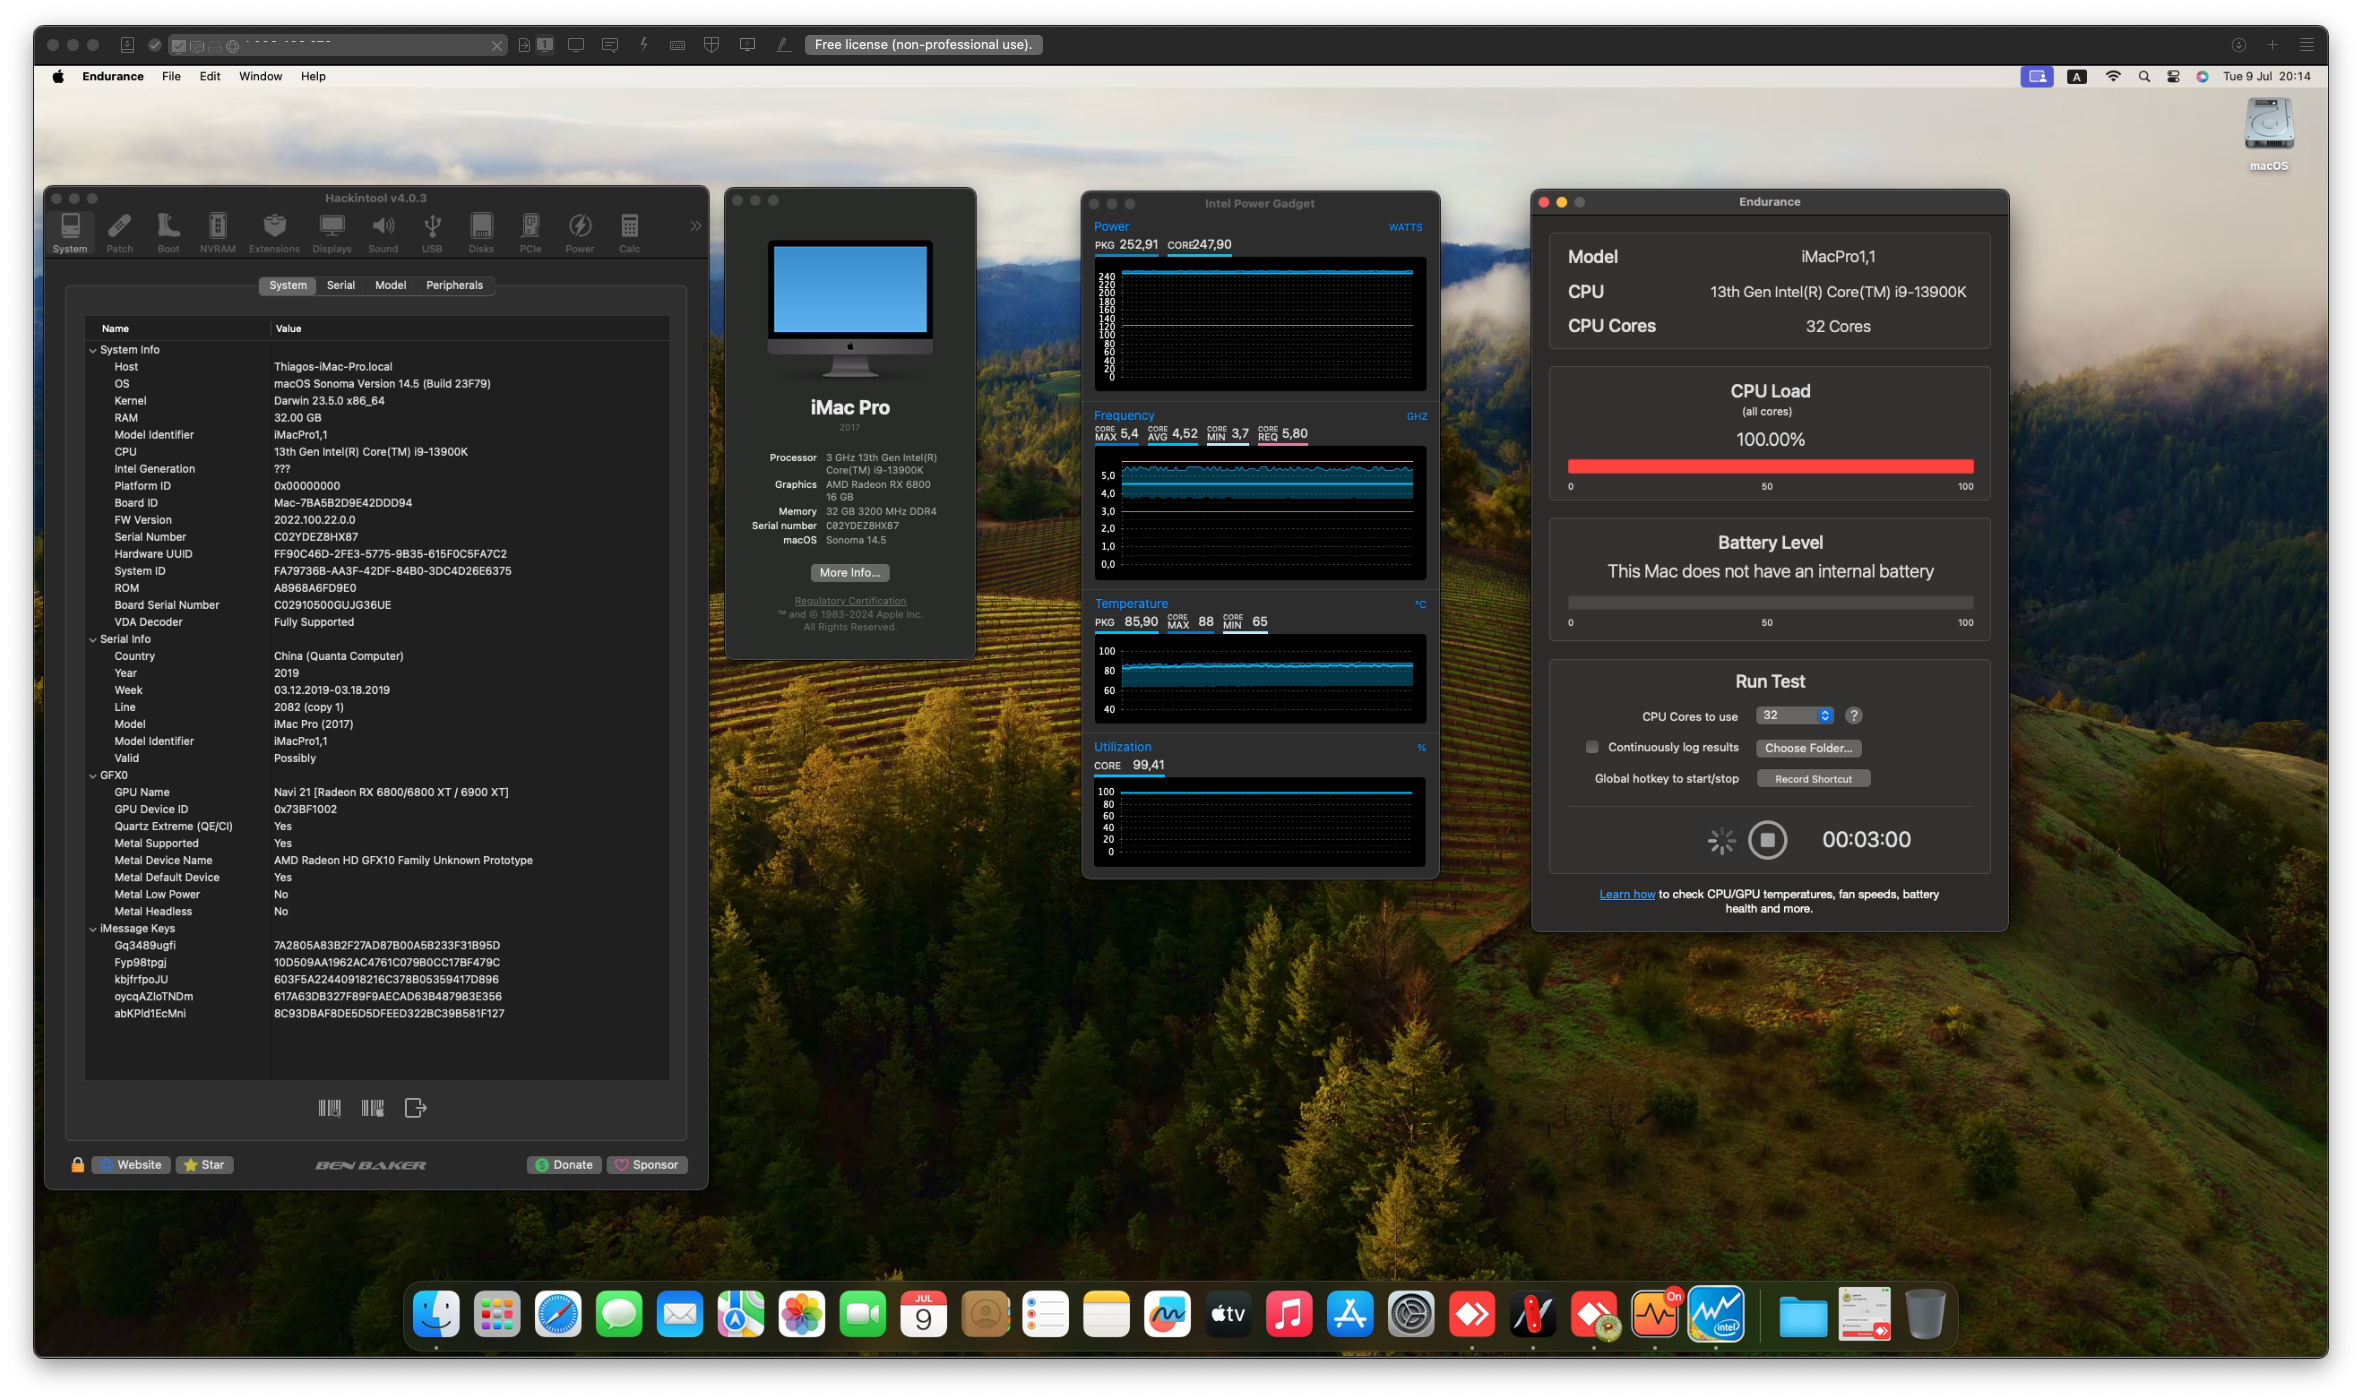 1
Free license (non-professional use).
Endurance File Edit Window Help
A
Tue 9 Jul 20:14
macOS
Hackintool v4.0.3
System Patch Boot NVRAM Extensions Displays Sound USB Disks PCIe Power Calc
System Serial Model Peripherals
Name Value
System Info
Host Thiagos-iMac-Pro.local
OS macOS Sonoma Version 14.5 (Build 23F79)
Kernel Darwin 23.5.0 x86_64
RAM 32.00 GB
Model Identifier iMacPro1,1
CPU 13th Gen Intel(R) Core(TM) i9-13900K
Intel Generation ???
Platform ID 0x00000000
Board ID Mac-7BA5B2D9E42DDD94
FW Version 2022.100.22.0.0
Serial Number C02YDEZ8HX87
Hardware UUID FF90C46D-2FE3-5775-9B35-615F0C5FA7C2
System ID FA79736B-AA3F-42DF-84B0-3DC4D26E6375
ROM A8968A6FD9E0
Board Serial Number C02910500GUJG36UE
VDA Decoder Fully Supported
Serial Info
Country China (Quanta Computer)
Year 2019
Week 03.12.2019-03.18.2019
Line 2082 (copy 1)
Model iMac Pro (2017)
Model Identifier iMacPro1,1
Valid Possibly
GFX0
GPU Name Navi 21 [Radeon RX 6800/6800 XT / 6900 XT]
GPU Device ID 0x73BF1002
Quartz Extreme (QE/CI) Yes
Metal Supported Yes
Metal Device Name AMD Radeon HD GFX10 Family Unknown Prototype
Metal Default Device Yes
Metal Low Power No
Metal Headless No
iMessage Keys
Gq3489ugfi 7A2805A83B2F27AD87B00A5B233F31B95D
Fyp98tpgj 10D509AA1962AC4761C079B0CC17BF479C
kbjfrfpoJU 603F5A22440918216C378B05359417D896
oycqAZloTNDm 617A63DB327F89F9AECAD63B487983E356
abKPld1EcMni 8C93DBAF8DE5D5DFEED322BC39B581F127
Website Star BEN BAKER Donate Sponsor
iMac Pro
2017
Processor 3 GHz 13th Gen Intel(R)
Core(TM) i9-13900K
Graphics AMD Radeon RX 6800
16 GB
Memory 32 GB 3200 MHz DDR4
Serial number C02YDEZ8HX87
macOS Sonoma 14.5
More Info...
Regulatory Certification
™ and © 1983-2024 Apple Inc.
All Rights Reserved.
Intel Power Gadget
Power WATTS
PKG 252,91 CORE247,90
240
220
200
180
160
140
120
100
80
60
40
20
0
Frequency GHZ
CORE MAX 5,4 CORE AVG 4,52 CORE MIN 3,7 CORE REQ 5,80
5,0
4,0
3,0
2,0
1,0
0,0
Temperature °C
PKG 85,90 CORE MAX 88 CORE MIN 65
100
80
60
40
Utilization %
CORE 99,41
100
80
60
40
20
0
Endurance
Model iMacPro1,1
CPU 13th Gen Intel(R) Core(TM) i9-13900K
CPU Cores 32 Cores
CPU Load
(all cores)
100.00%
0 50 100
Battery Level
This Mac does not have an internal battery
0 50 100
Run Test
CPU Cores to use 32 ?
Continuously log results Choose Folder...
Global hotkey to start/stop Record Shortcut
00:03:00
Learn how to check CPU/GPU temperatures, fan speeds, battery
health and more.
JUL
9
tv
On
intel